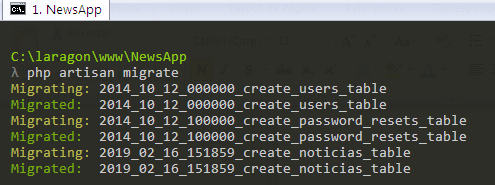 1. NewsApp
C:\laragon\www\NewsApp
λ php artisan migrate
Migrating: 2014_10_12_000000_create_users_table
Migrated:  2014_10_12_000000_create_users_table
Migrating: 2014_10_12_100000_create_password_resets_table
Migrated:  2014_10_12_100000_create_password_resets_table
Migrating: 2019_02_16_151859_create_noticias_table
Migrated:  2019_02_16_151859_create_noticias_table